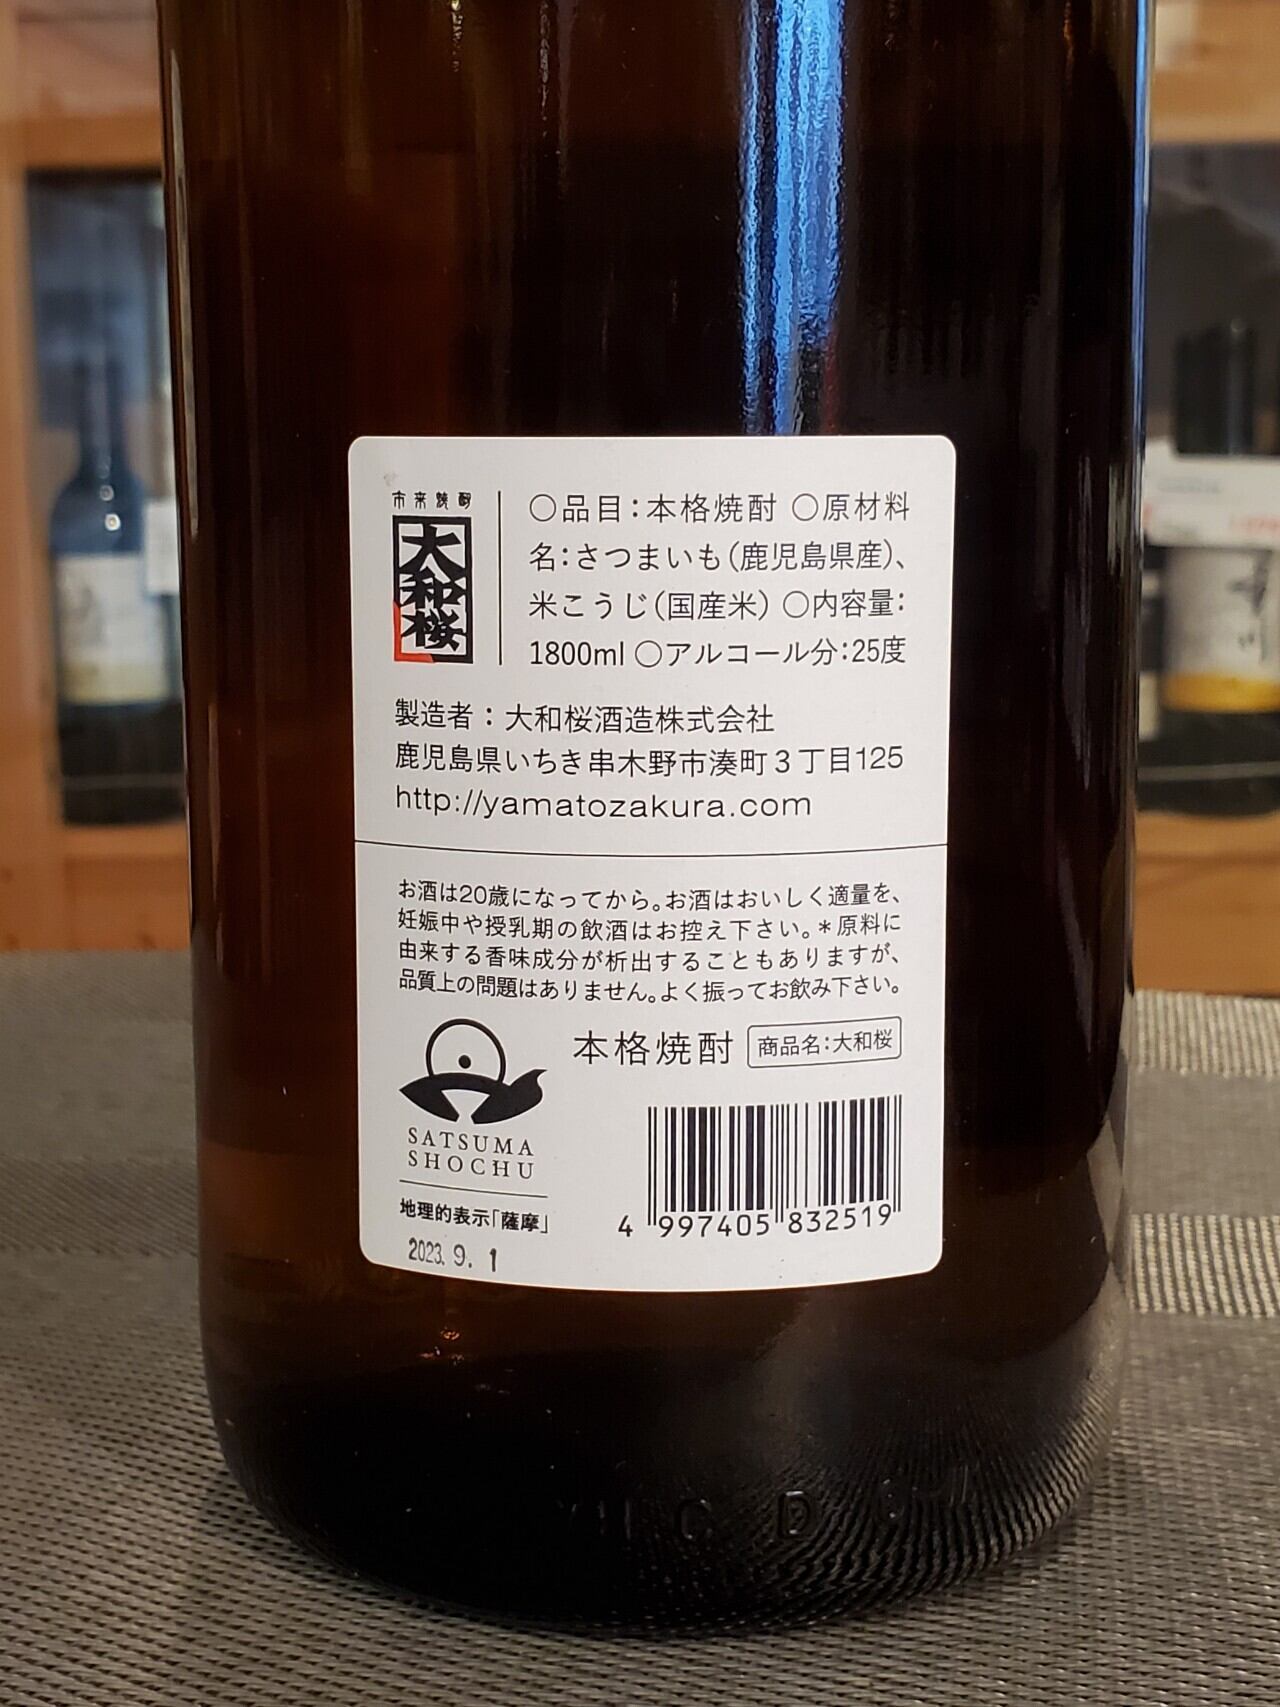 市来焼酎
大和桜
○品目：本格焼酎 ○原材料
名：さつまいも（鹿児島県産）、
米こうじ（国産米） ○内容量：
1800ml ○アルコール分：25度
製造者：大和桜酒造株式会社
鹿児島県いちき串木野市湊町３丁目125
http://yamatozakura.com
お酒は20歳になってから。お酒はおいしく適量を、
妊娠中や授乳期の飲酒はお控え下さい。＊原料に
由来する香味成分が析出することもありますが、
品質上の問題はありません。よく振ってお飲み下さい。
本格焼酎 商品名：大和桜
SATSUMA
SHOCHU
地理的表示「薩摩」
2023. 9. 1
4 997405 832519